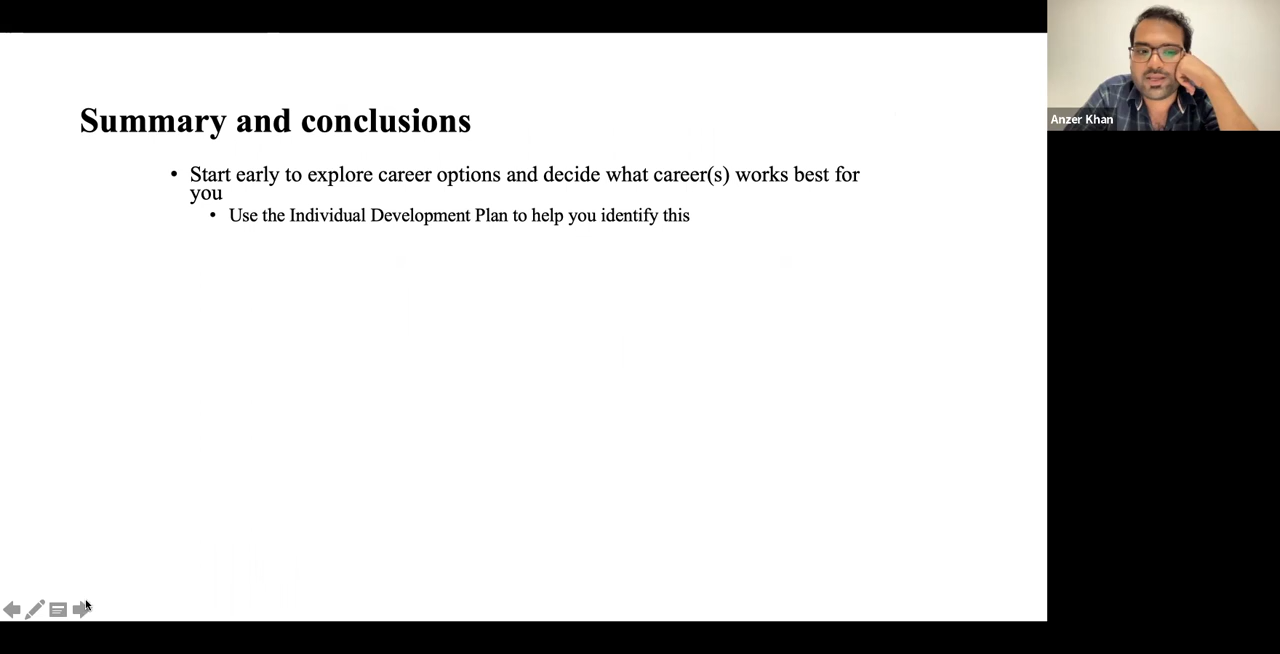 Summary and conclusions
• Start early to explore career options and decide what career(s) works best for
you
• Use the Individual Development Plan to help you identify this
Anzer Khan